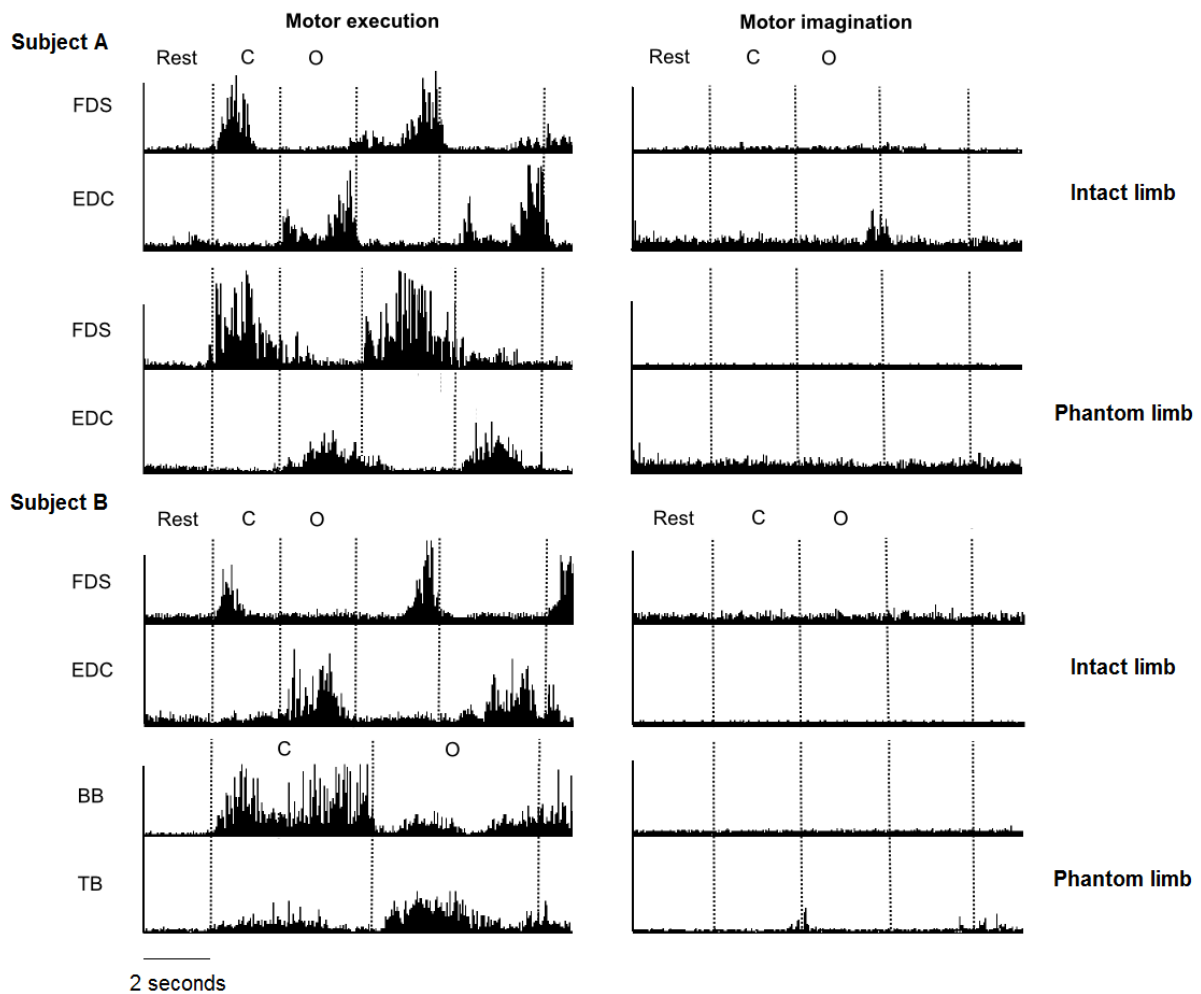 Motor execution Motor imagination
Subject A
Rest C O Rest C O
FDS
EDC
Intact limb
FDS
EDC
Phantom limb
Subject B
Rest C O Rest C O
FDS
EDC
Intact limb
C O
BB
TB
Phantom limb
2 seconds